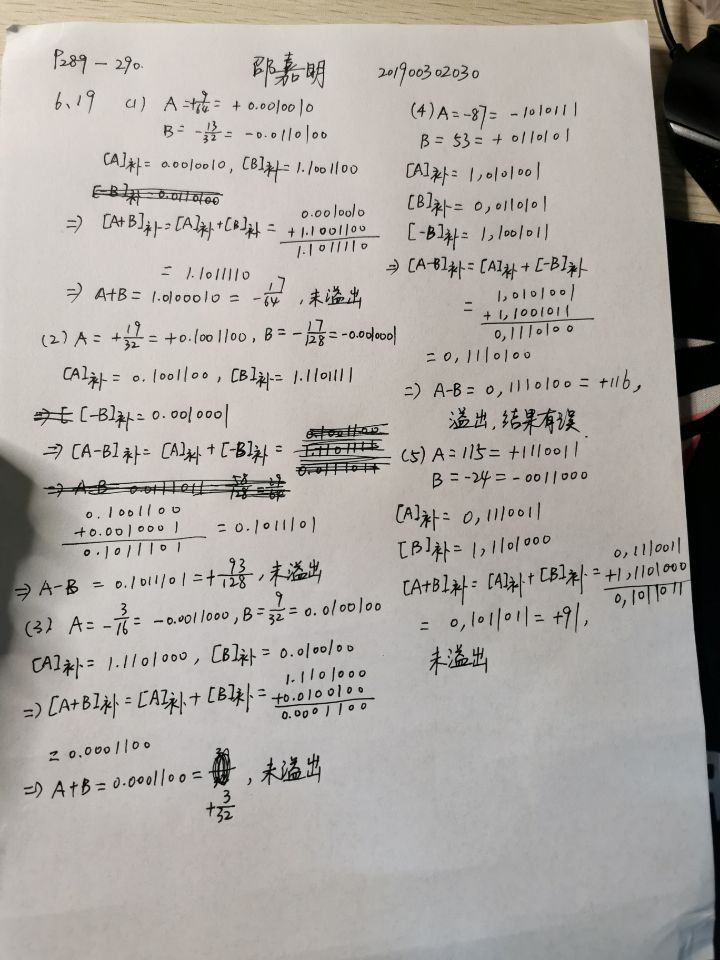 P289-290. 邵嘉明 201900302030
6.19 (1) A=+9/64=+0.0010010
B=-13/32=-0.0110100
[A]补=0.0010010, [B]补=1.1001100
[-B]补=0.0110100
=> [A+B]补=[A]补+[B]补= 0.0010010
+1.1001100
1.1011110
=1.1011110
=> A+B=1.0100010=-17/64, 未溢出
(2) A=+19/32=+0.1001100, B=-17/128=-0.0010001
[A]补=0.1001100, [B]补=1.1101111
=> [-B]补=0.0010001
=> [A-B]补=[A]补+[-B]补=
0.1001100
+0.0010001
0.1011101 =0.1011101
=> A-B=0.1011101=+93/128, 未溢出
(3) A=-3/16=-0.0011000, B=9/32=0.0100100
[A]补=1.1101000, [B]补=0.0100100
=> [A+B]补=[A]补+[B]补= 1.1101000
+0.0100100
0.0001100
=0.0001100
=> A+B=0.0001100=+3/32, 未溢出
(4) A=-87=-1010111
B=53=+0110101
[A]补=1,0101001
[B]补=0,0110101
[-B]补=1,1001011
=> [A-B]补=[A]补+[-B]补
= 1,0101001
+1,1001011
0,1110100
=0,1110100
=> A-B=0,1110100=+116,
溢出,结果有误
(5) A=115=+1110011
B=-24=-0011000
[A]补=0,1110011
[B]补=1,1101000
[A+B]补=[A]补+[B]补= 0,1110011
+1,1101000
0,1011011
=0,1011011=+91,
未溢出